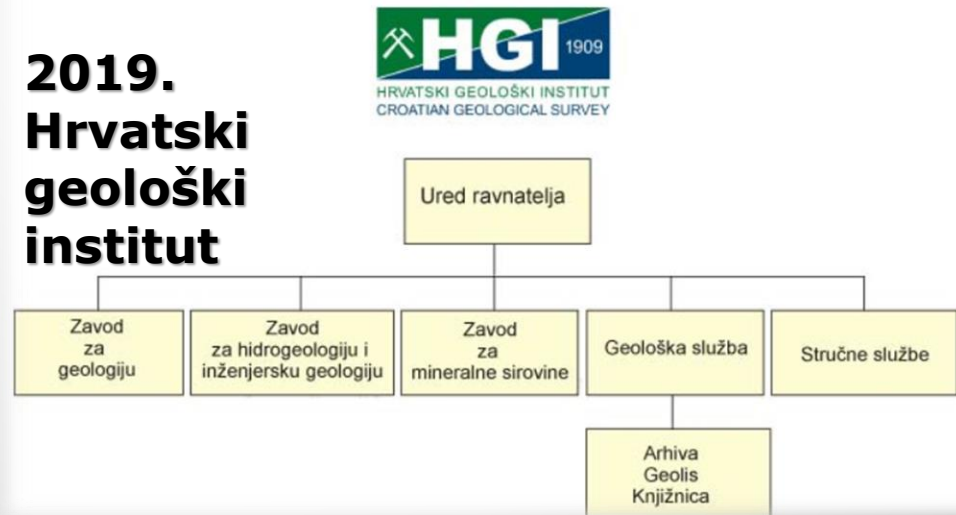 HGI 1909
HRVATSKI GEOLOŠKI INSTITUT
CROATIAN GEOLOGICAL SURVEY
2019.
Hrvatski
geološki
institut
Ured ravnatelja
Zavod
za
geologiju
Zavod
za hidrogeologiju i
inženjersku geologiju
Zavod
za
mineralne sirovine
Geološka služba
Stručne službe
Arhiva
Geolis
Knjižnica